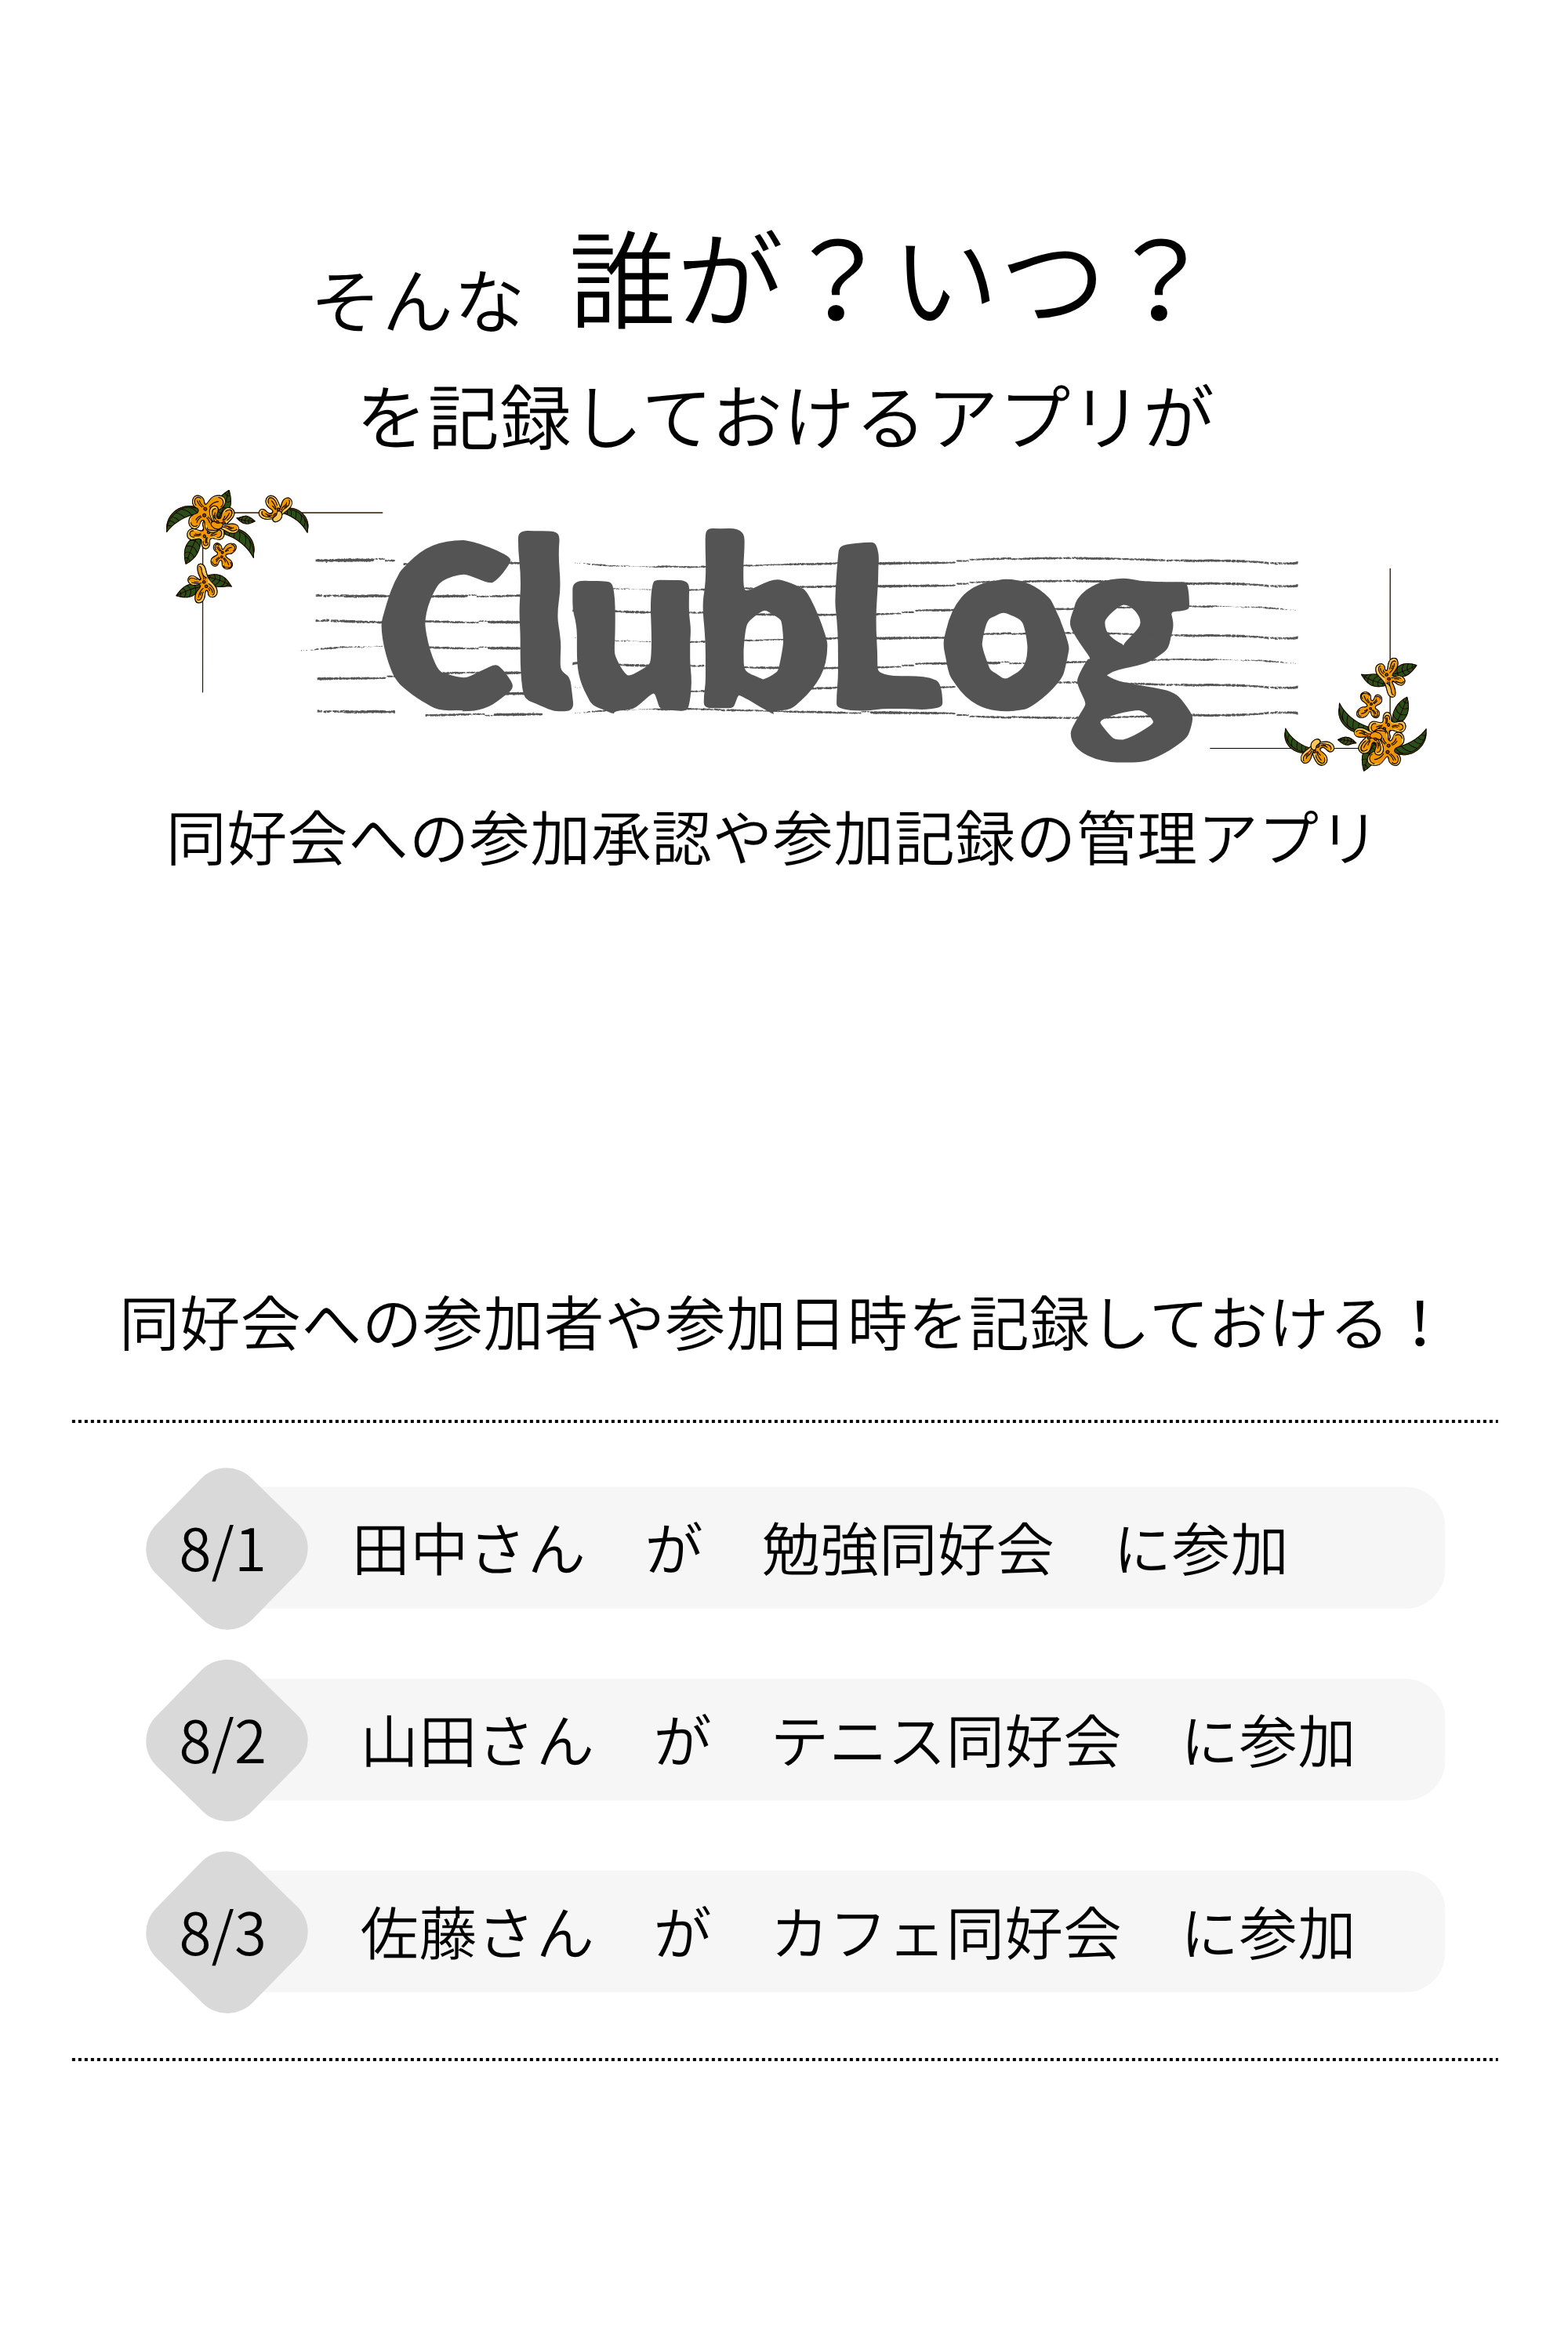 そんな 誰が？いつ？
を記録しておけるアプリが
ClubLog
同好会への参加承認や参加記録の管理アプリ
同好会への参加者や参加日時を記録しておける！
8/1 田中さん　が　勉強同好会　に参加
8/2 山田さん　が　テニス同好会　に参加
8/3 佐藤さん　が　カフェ同好会　に参加